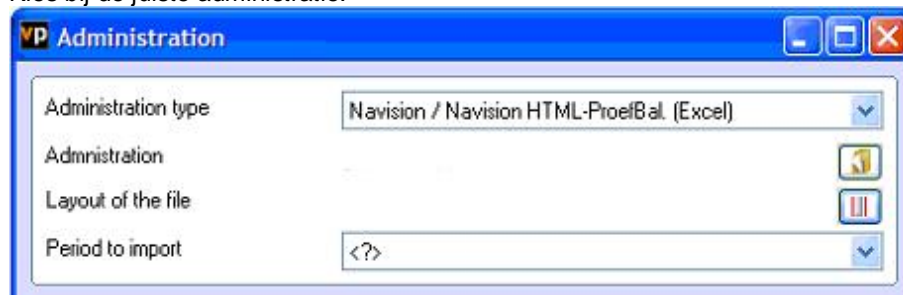 VP Administration
Administration type Navision / Navision HTML-ProefBal. (Excel)
Admnistration
Layout of the file
Period to import <?>